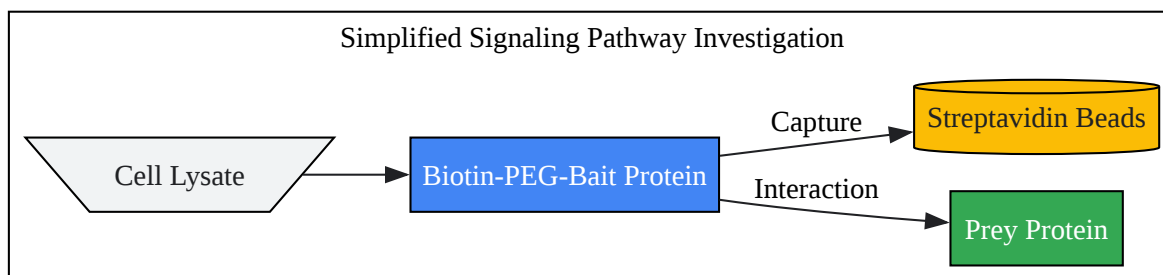 Simplified Signaling Pathway Investigation
Cell Lysate
Biotin-PEG-Bait Protein
Capture
Streptavidin Beads
Interaction
Prey Protein